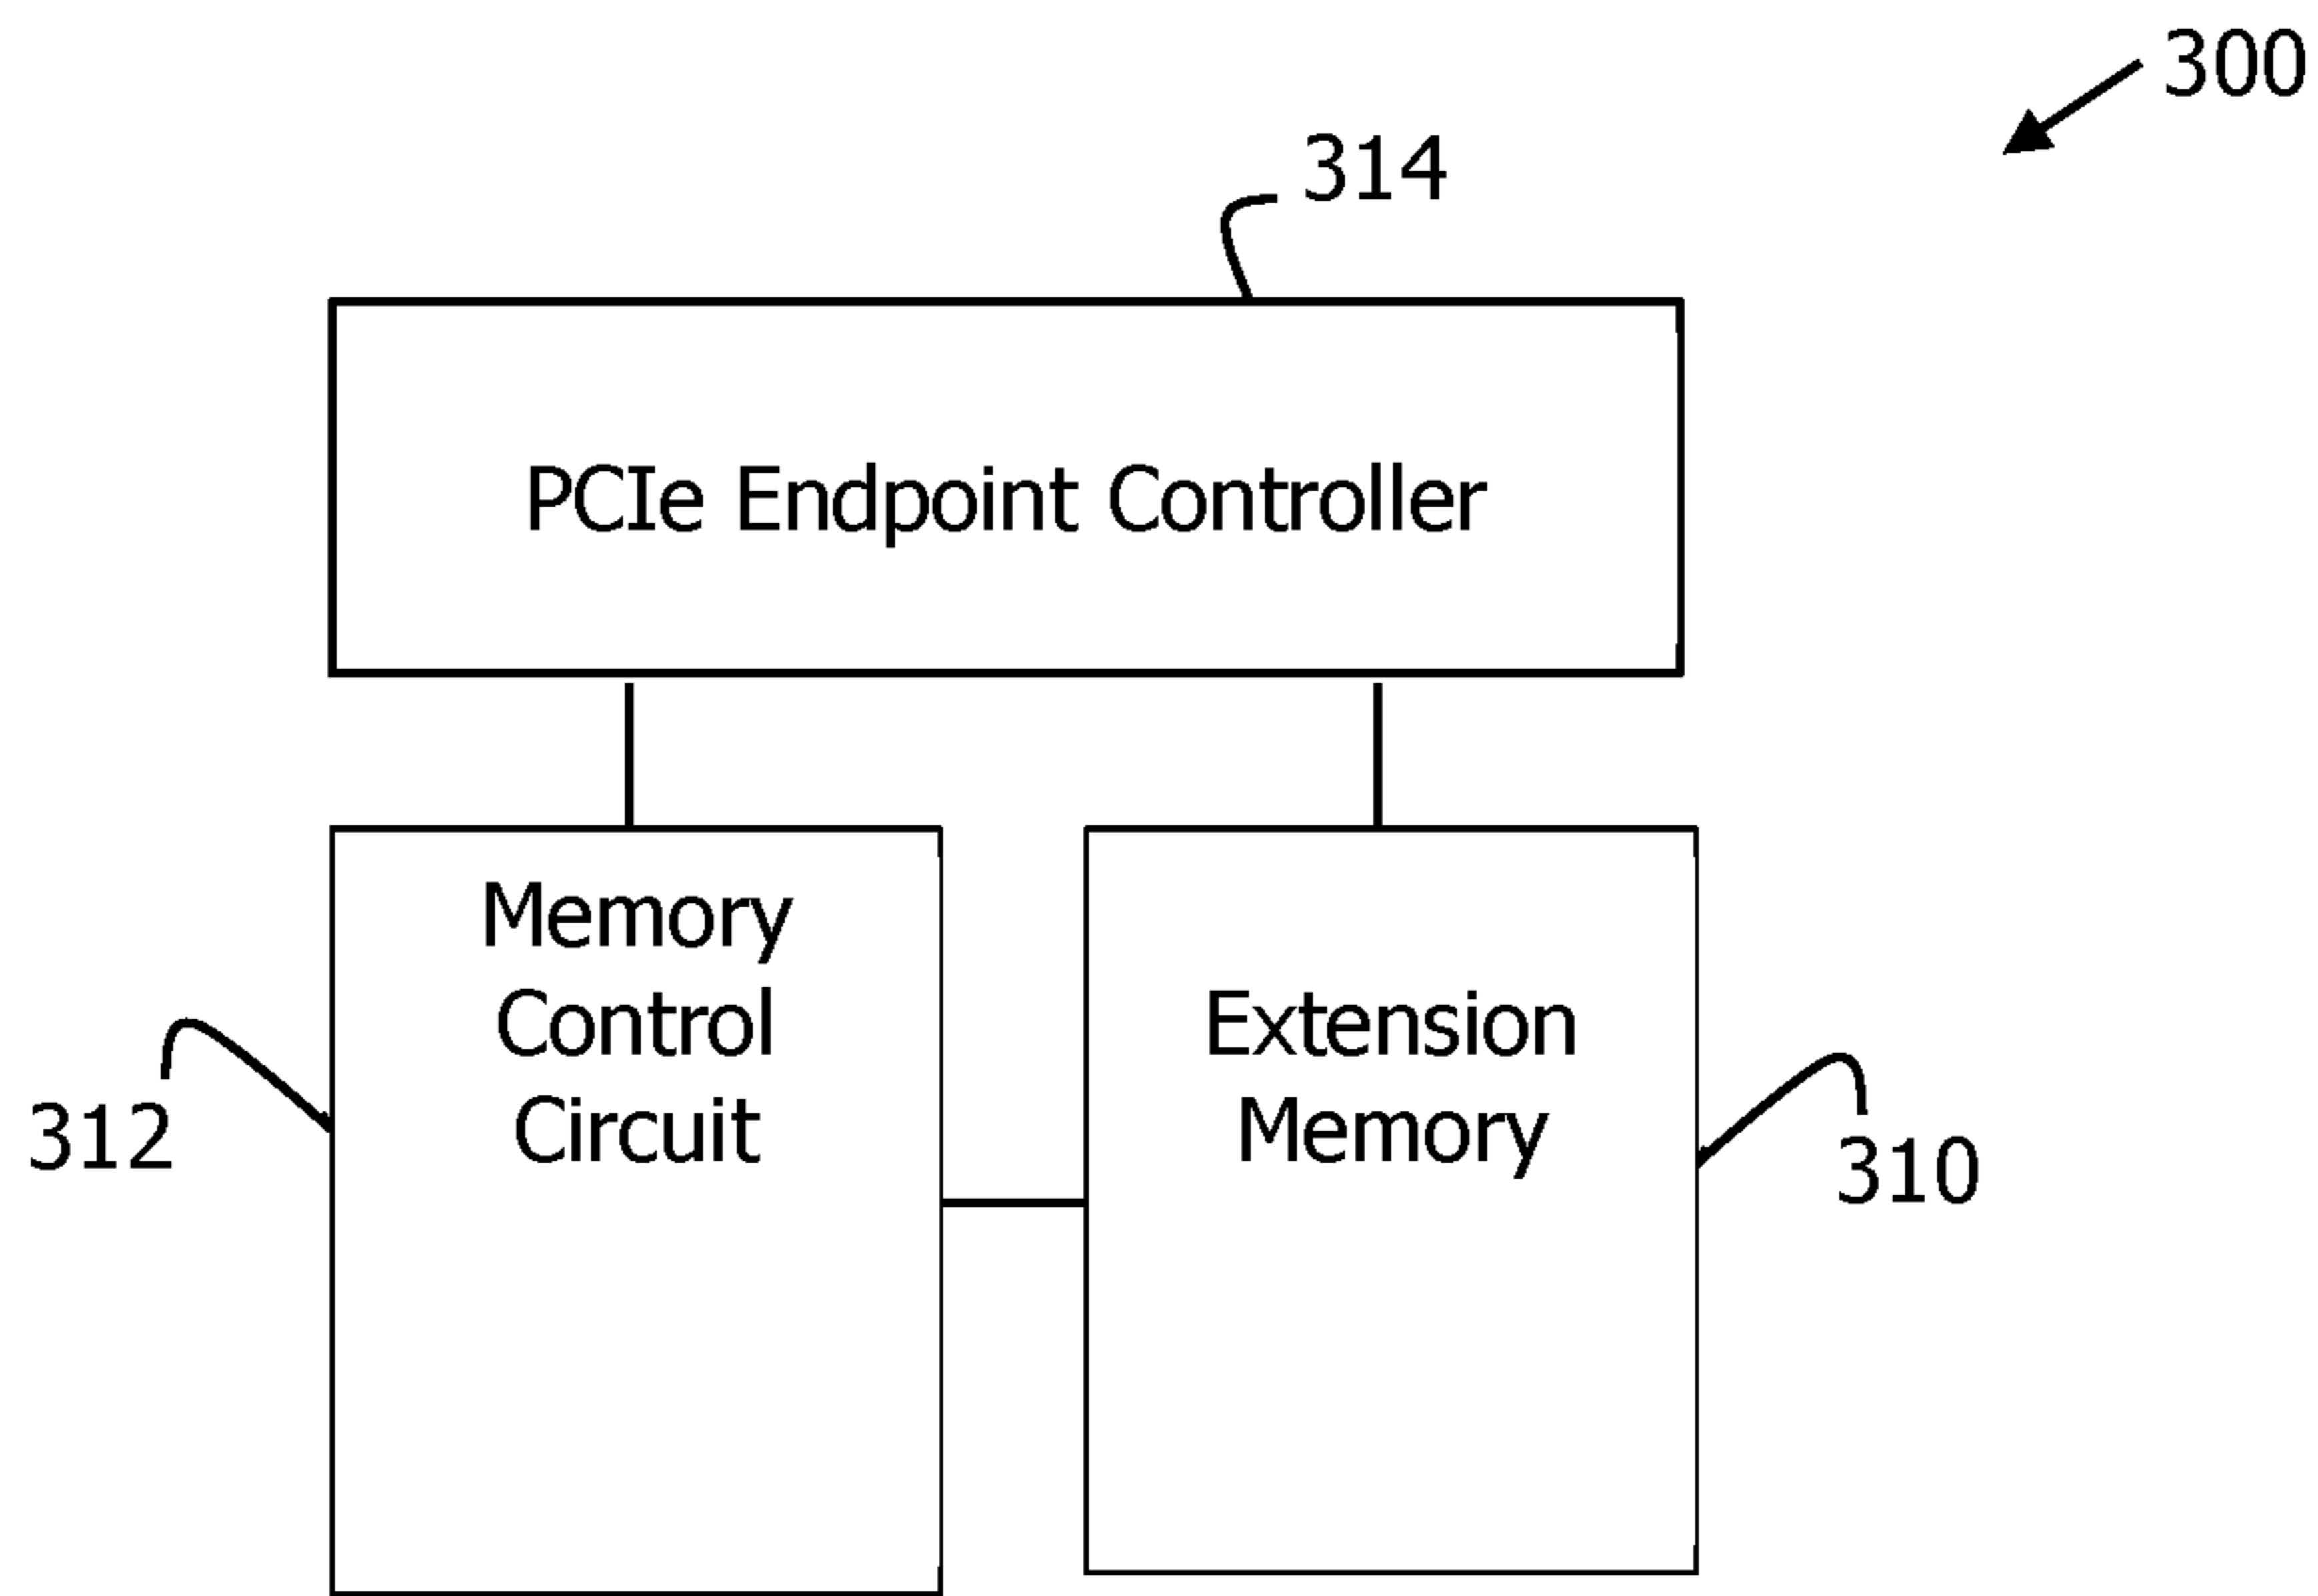 300
314
PCIe Endpoint Controller
Memory
Control
Circuit
Extension
Memory
312
310